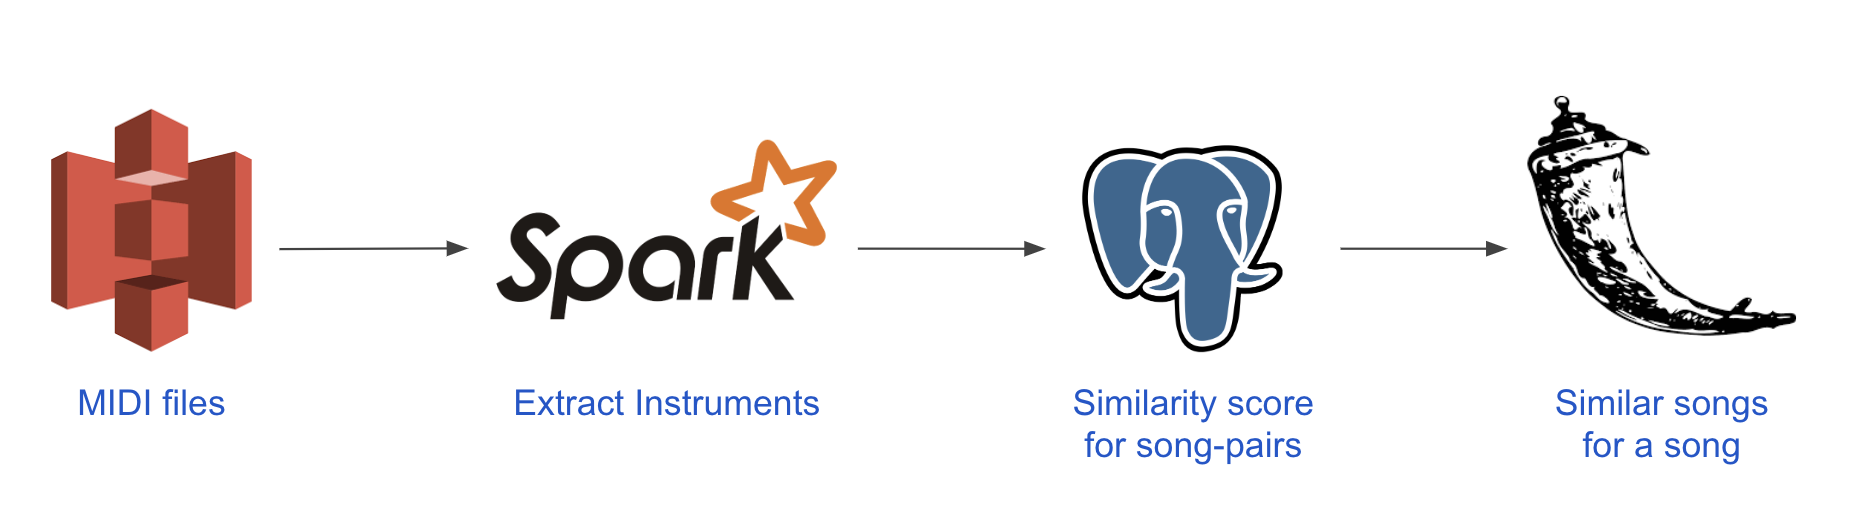 Spark
MIDI files
Extract Instruments
Similarity score
for song-pairs
Similar songs
for a song